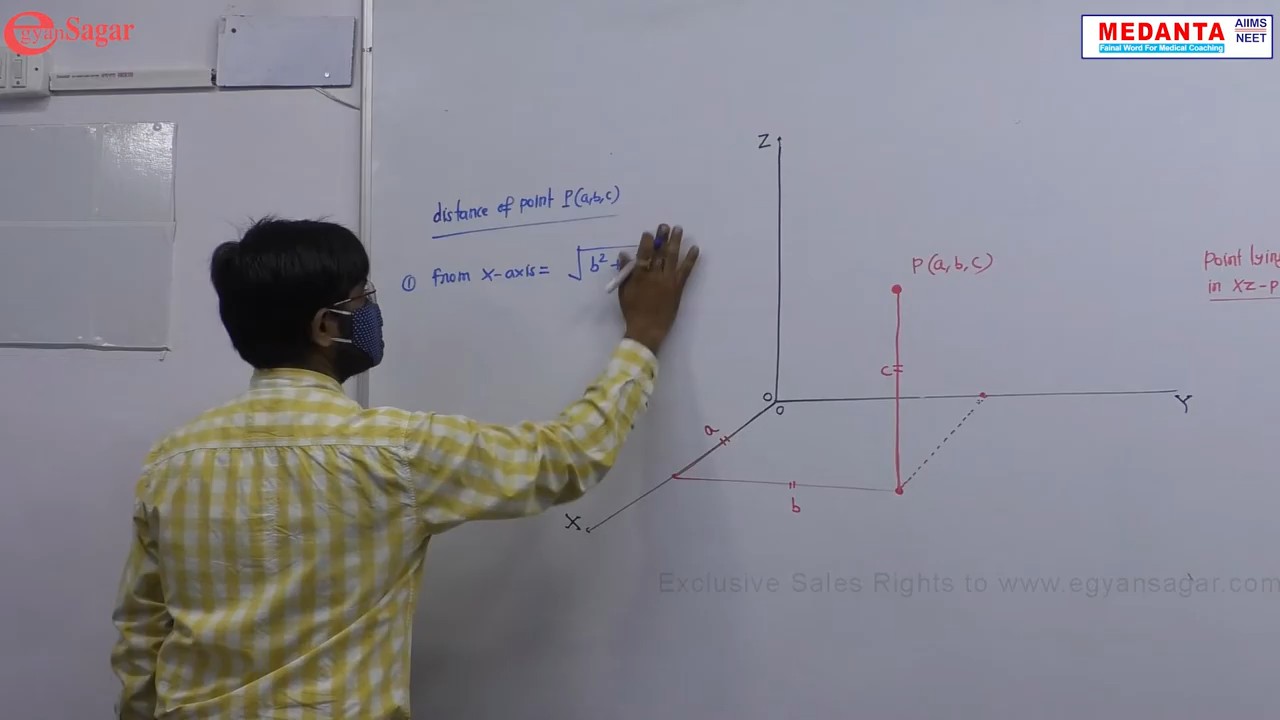 egyanSagar
MEDANTA
AIIMS
NEET
Fainal Word For Medical Coaching
Z
distance of point P(a,b,c)
① from x-axis = √b² +
P(a,b,c)
point lying
in xz-p
c
O
O
Y
a
b
X
Exclusive Sales Rights to www.egyansagar.com